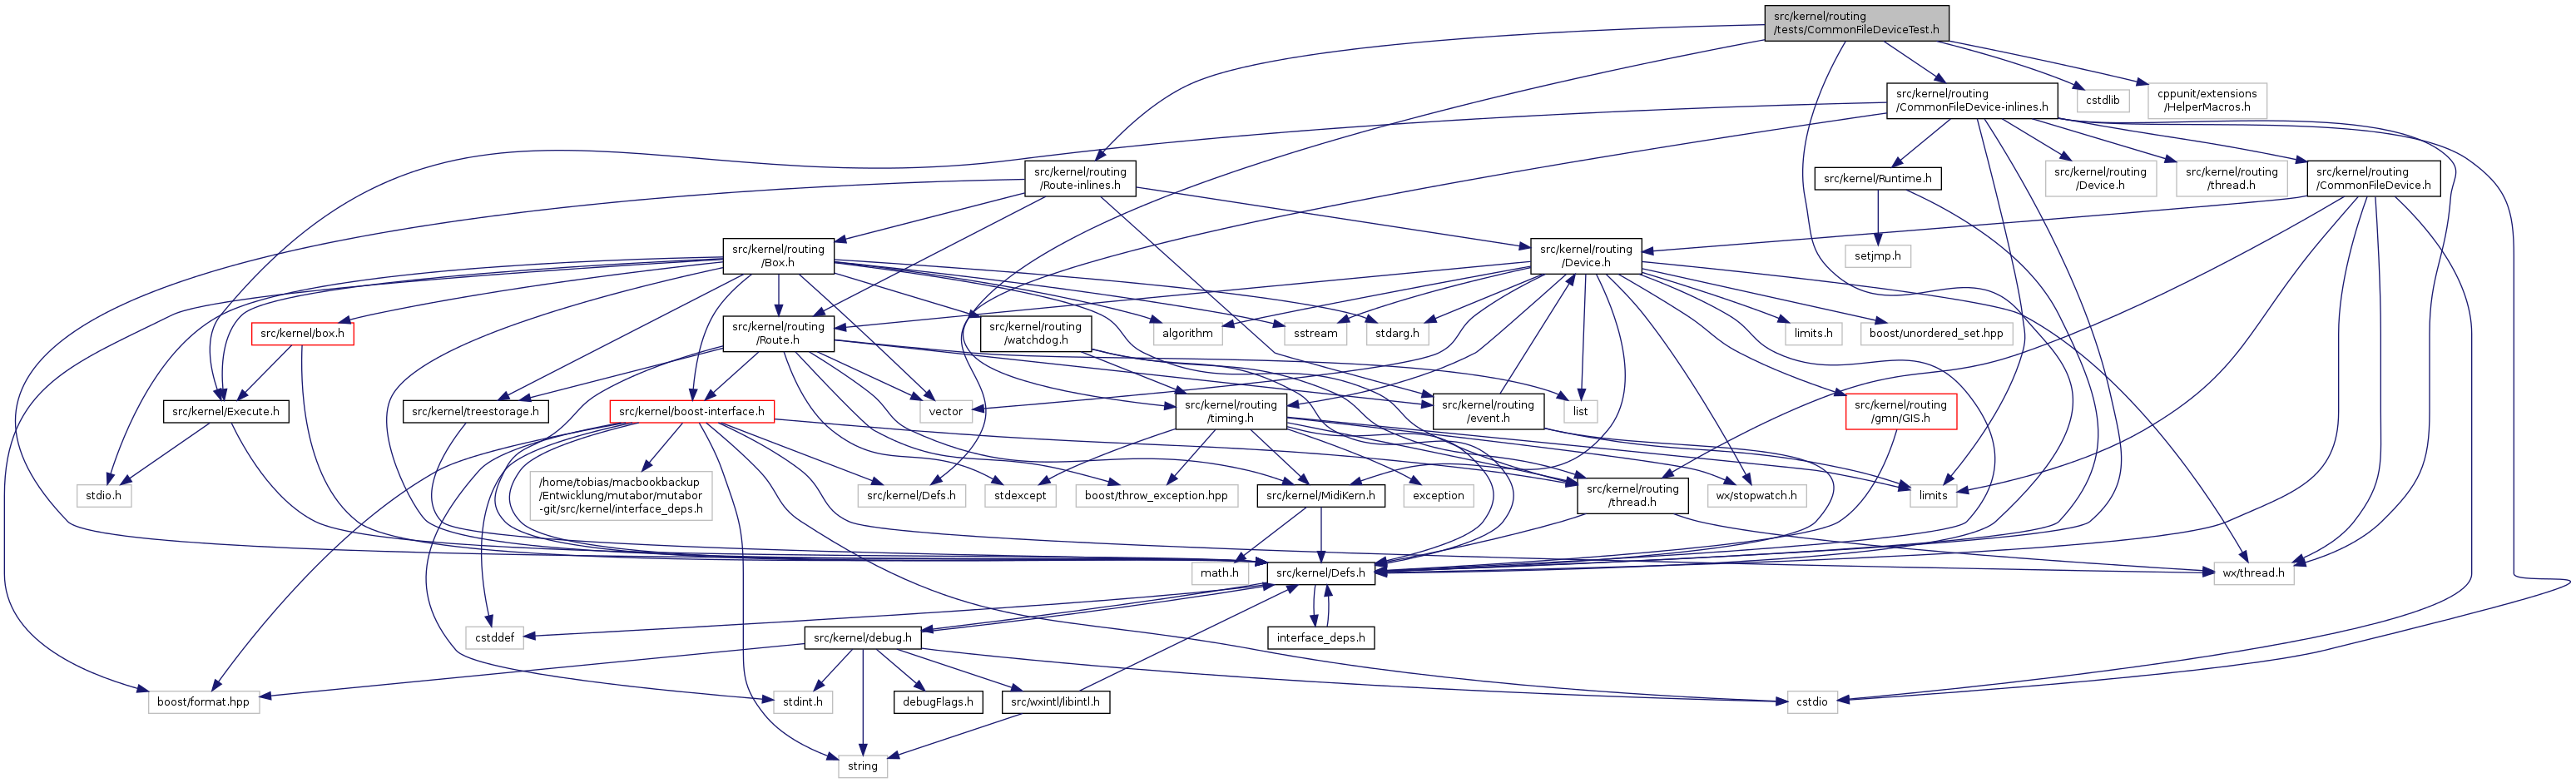 src/kernel/routing
/tests/CommonFileDeviceTest.h
src/kernel/routing
/CommonFileDevice-inlines.h
cstdlib
cppunit/extensions
/HelperMacros.h
src/kernel/routing
/Route-inlines.h
src/kernel/Runtime.h
src/kernel/routing
/Device.h
src/kernel/routing
/thread.h
src/kernel/routing
/CommonFileDevice.h
src/kernel/routing
/Box.h
src/kernel/routing
/Device.h
setjmp.h
src/kernel/box.h
src/kernel/routing
/Route.h
src/kernel/routing
/watchdog.h
algorithm
sstream
stdarg.h
limits.h
boost/unordered_set.hpp
src/kernel/Execute.h
src/kernel/treestorage.h
src/kernel/boost-interface.h
vector
src/kernel/routing
/timing.h
src/kernel/routing
/event.h
list
src/kernel/routing
/gmn/GIS.h
stdio.h
/home/tobias/macbookbackup
/Entwicklung/mutabor/mutabor
-git/src/kernel/interface_deps.h
src/kernel/Defs.h
stdexcept
boost/throw_exception.hpp
src/kernel/MidiKern.h
exception
src/kernel/routing
/thread.h
wx/stopwatch.h
limits
math.h
src/kernel/Defs.h
wx/thread.h
cstddef
src/kernel/debug.h
interface_deps.h
boost/format.hpp
stdint.h
debugFlags.h
src/wxintl/libintl.h
cstdio
string